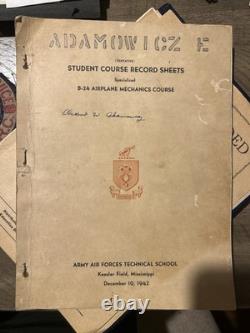 ADAMOWICZ E
(Tentative)
STUDENT COURSE RECORD SHEETS
Specialized
B-24 AIRPLANE MECHANICS COURSE
ARMY AIR FORCES TECHNICAL SCHOOL
Keesler Field, Mississippi
December 10, 1942